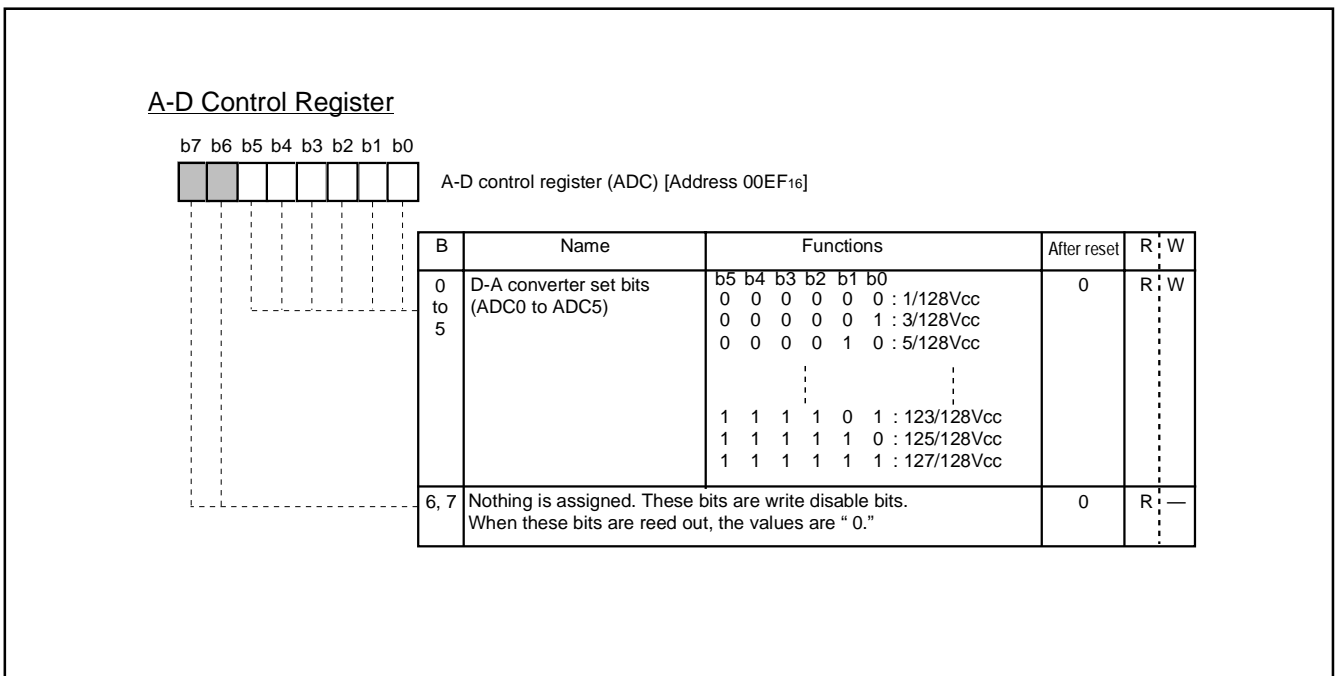 A-D Control Register
b7 b6 b5 b4 b3 b2 b1 b0
A-D control register (ADC) [Address 00EF16]
B Name Functions After reset R W
0 to 5 D-A converter set bits (ADC0 to ADC5) 0 R W
b5 b4 b3 b2 b1 b0
0 0 0 0 0 0 : 1/128Vcc
0 0 0 0 0 1 : 3/128Vcc
0 0 0 0 1 0 : 5/128Vcc
1 1 1 1 0 1 : 123/128Vcc
1 1 1 1 1 0 : 125/128Vcc
1 1 1 1 1 1 : 127/128Vcc
6, 7 Nothing is assigned. These bits are write disable bits. 0 R —
When these bits are reed out, the values are “ 0.”